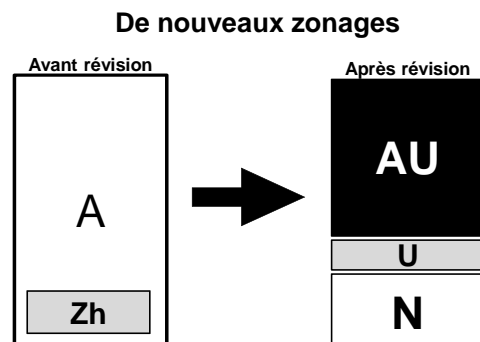 De nouveaux zonages
Avant révision
Après révision
A
Zh
AU
U
N